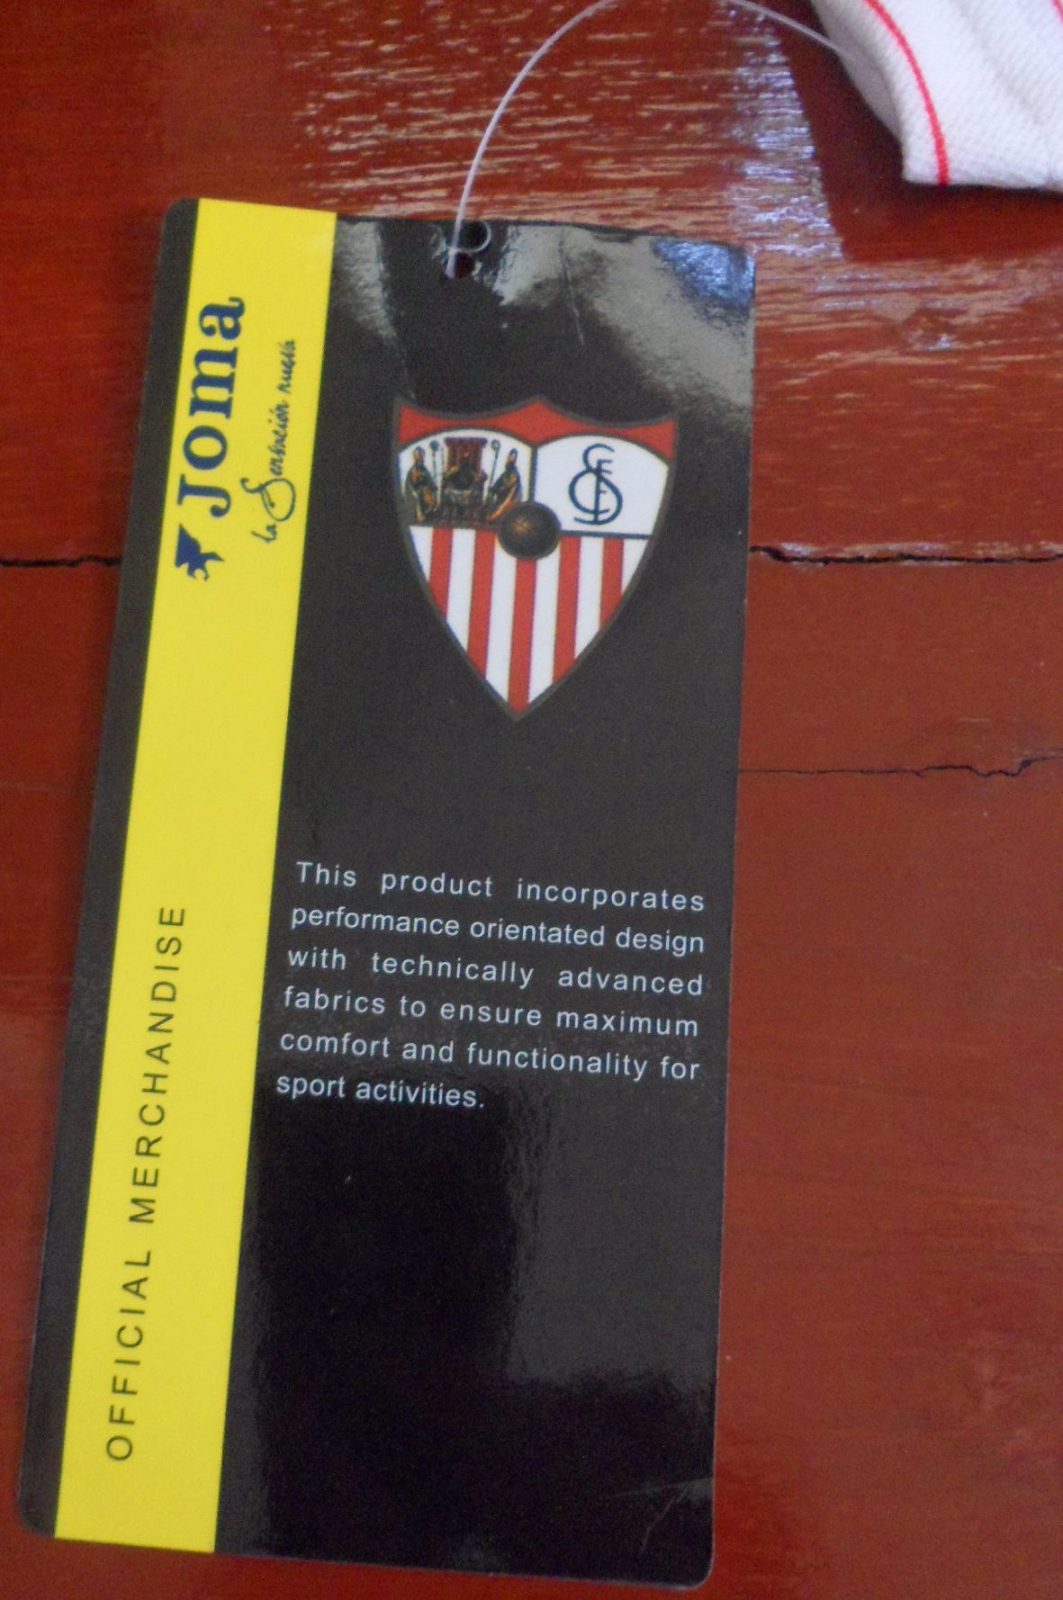 Joma
la Sensación nueva
OFFICIAL MERCHANDISE
This product incorporates
performance orientated design
with technically advanced
fabrics to ensure maximum
comfort and functionality for
sport activities.